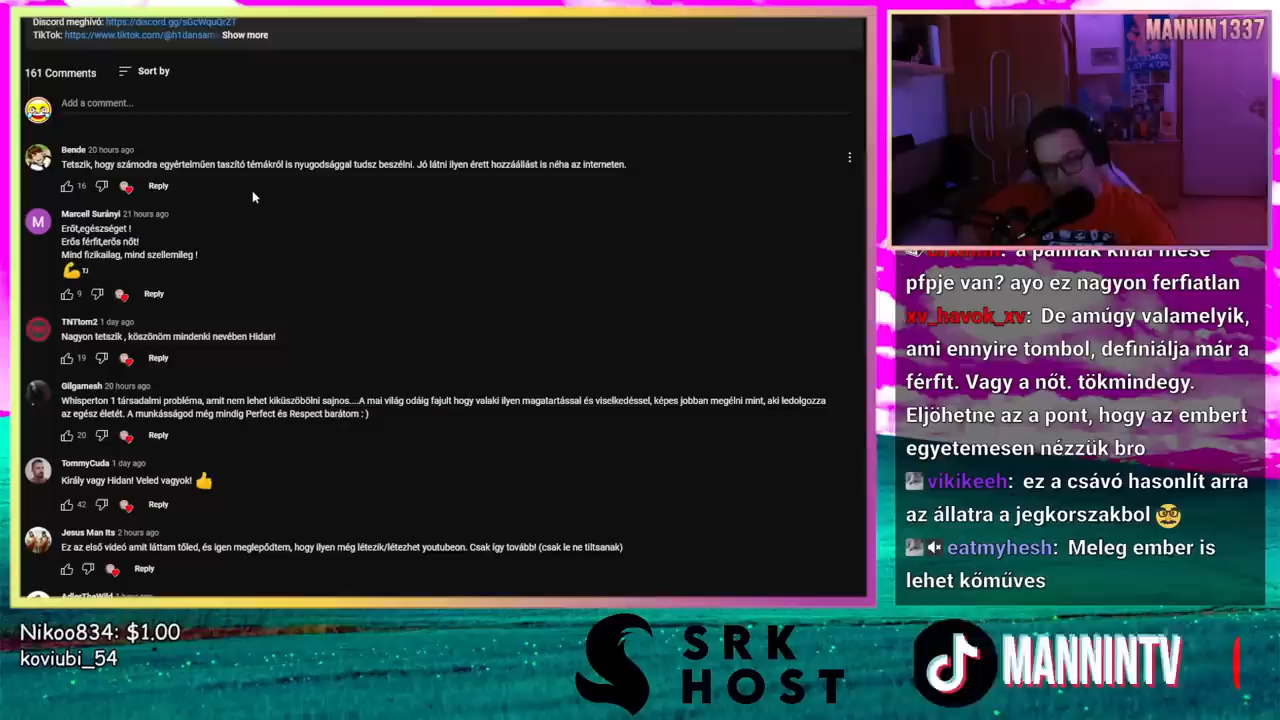 Discord meghívó: https://discord.gg/sGcWquQrZT
TikTok: https://www.tiktok.com/@h1dansama Show more
161 Comments Sort by
Add a comment...
Bende 20 hours ago
Tetszik, hogy számodra egyértelműen taszító témákról is nyugodsággal tudsz beszélni. Jó látni ilyen érett hozzáállást is néha az interneten.
16 Reply
M
Marcell Surányi 21 hours ago
Erőt,egészséget !
Erős férfit,erős nőt!
Mind fizikailag, mind szellemileg !
TJ
9 Reply
TNTtom2 1 day ago
Nagyon tetszik , köszönöm mindenki nevében Hidan!
19 Reply
Gilgamesh 20 hours ago
Whisperton 1 társadalmi probléma, amit nem lehet kiküszöbölni sajnos....A mai világ odáig fajult hogy valaki ilyen magatartással és viselkedéssel, képes jobban megélni mint, aki ledolgozza
az egész életét. A munkásságod még mindig Perfect és Respect barátom : )
20 Reply
TommyCuda 1 day ago
Király vagy Hidan! Veled vagyok!
42 Reply
Jesus Man Its 2 hours ago
Ez az első videó amit láttam tőled, és igen meglepődtem, hogy ilyen még létezik/létezhet youtubeon. Csak így tovább! (csak le ne tiltsanak)
Reply
AdlerTheWild 1 hour ago
MANNIN1337
a palinak kinai mese
pfpje van? ayo ez nagyon ferfiatlan
xv_havok_xv: De amúgy valamelyik,
ami ennyire tombol, definiálja már a
férfit. Vagy a nőt. tökmindegy.
Eljöhetne az a pont, hogy az embert
egyetemesen nézzük bro
vikikeeh: ez a csávó hasonlít arra
az állatra a jegkorszakbol
eatmyhesh: Meleg ember is
lehet kőműves
Nikoo834: $1.00
koviubi_54
SRK
HOST
MANNINTV